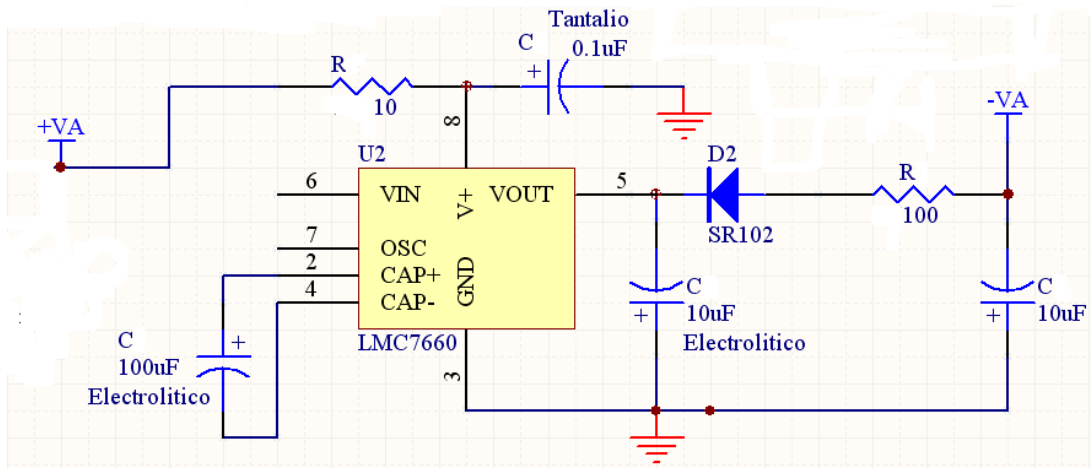 Tantalio
C
0.1uF
+
R
10
+VA
-VA
8
U2
D2
6
VIN
V+
VOUT
5
R
100
SR102
7
OSC
2
CAP+
GND
4
CAP-
C
10uF
+
Electrolitico
C
10uF
+
LMC7660
C
+
100uF
Electrolitico
3